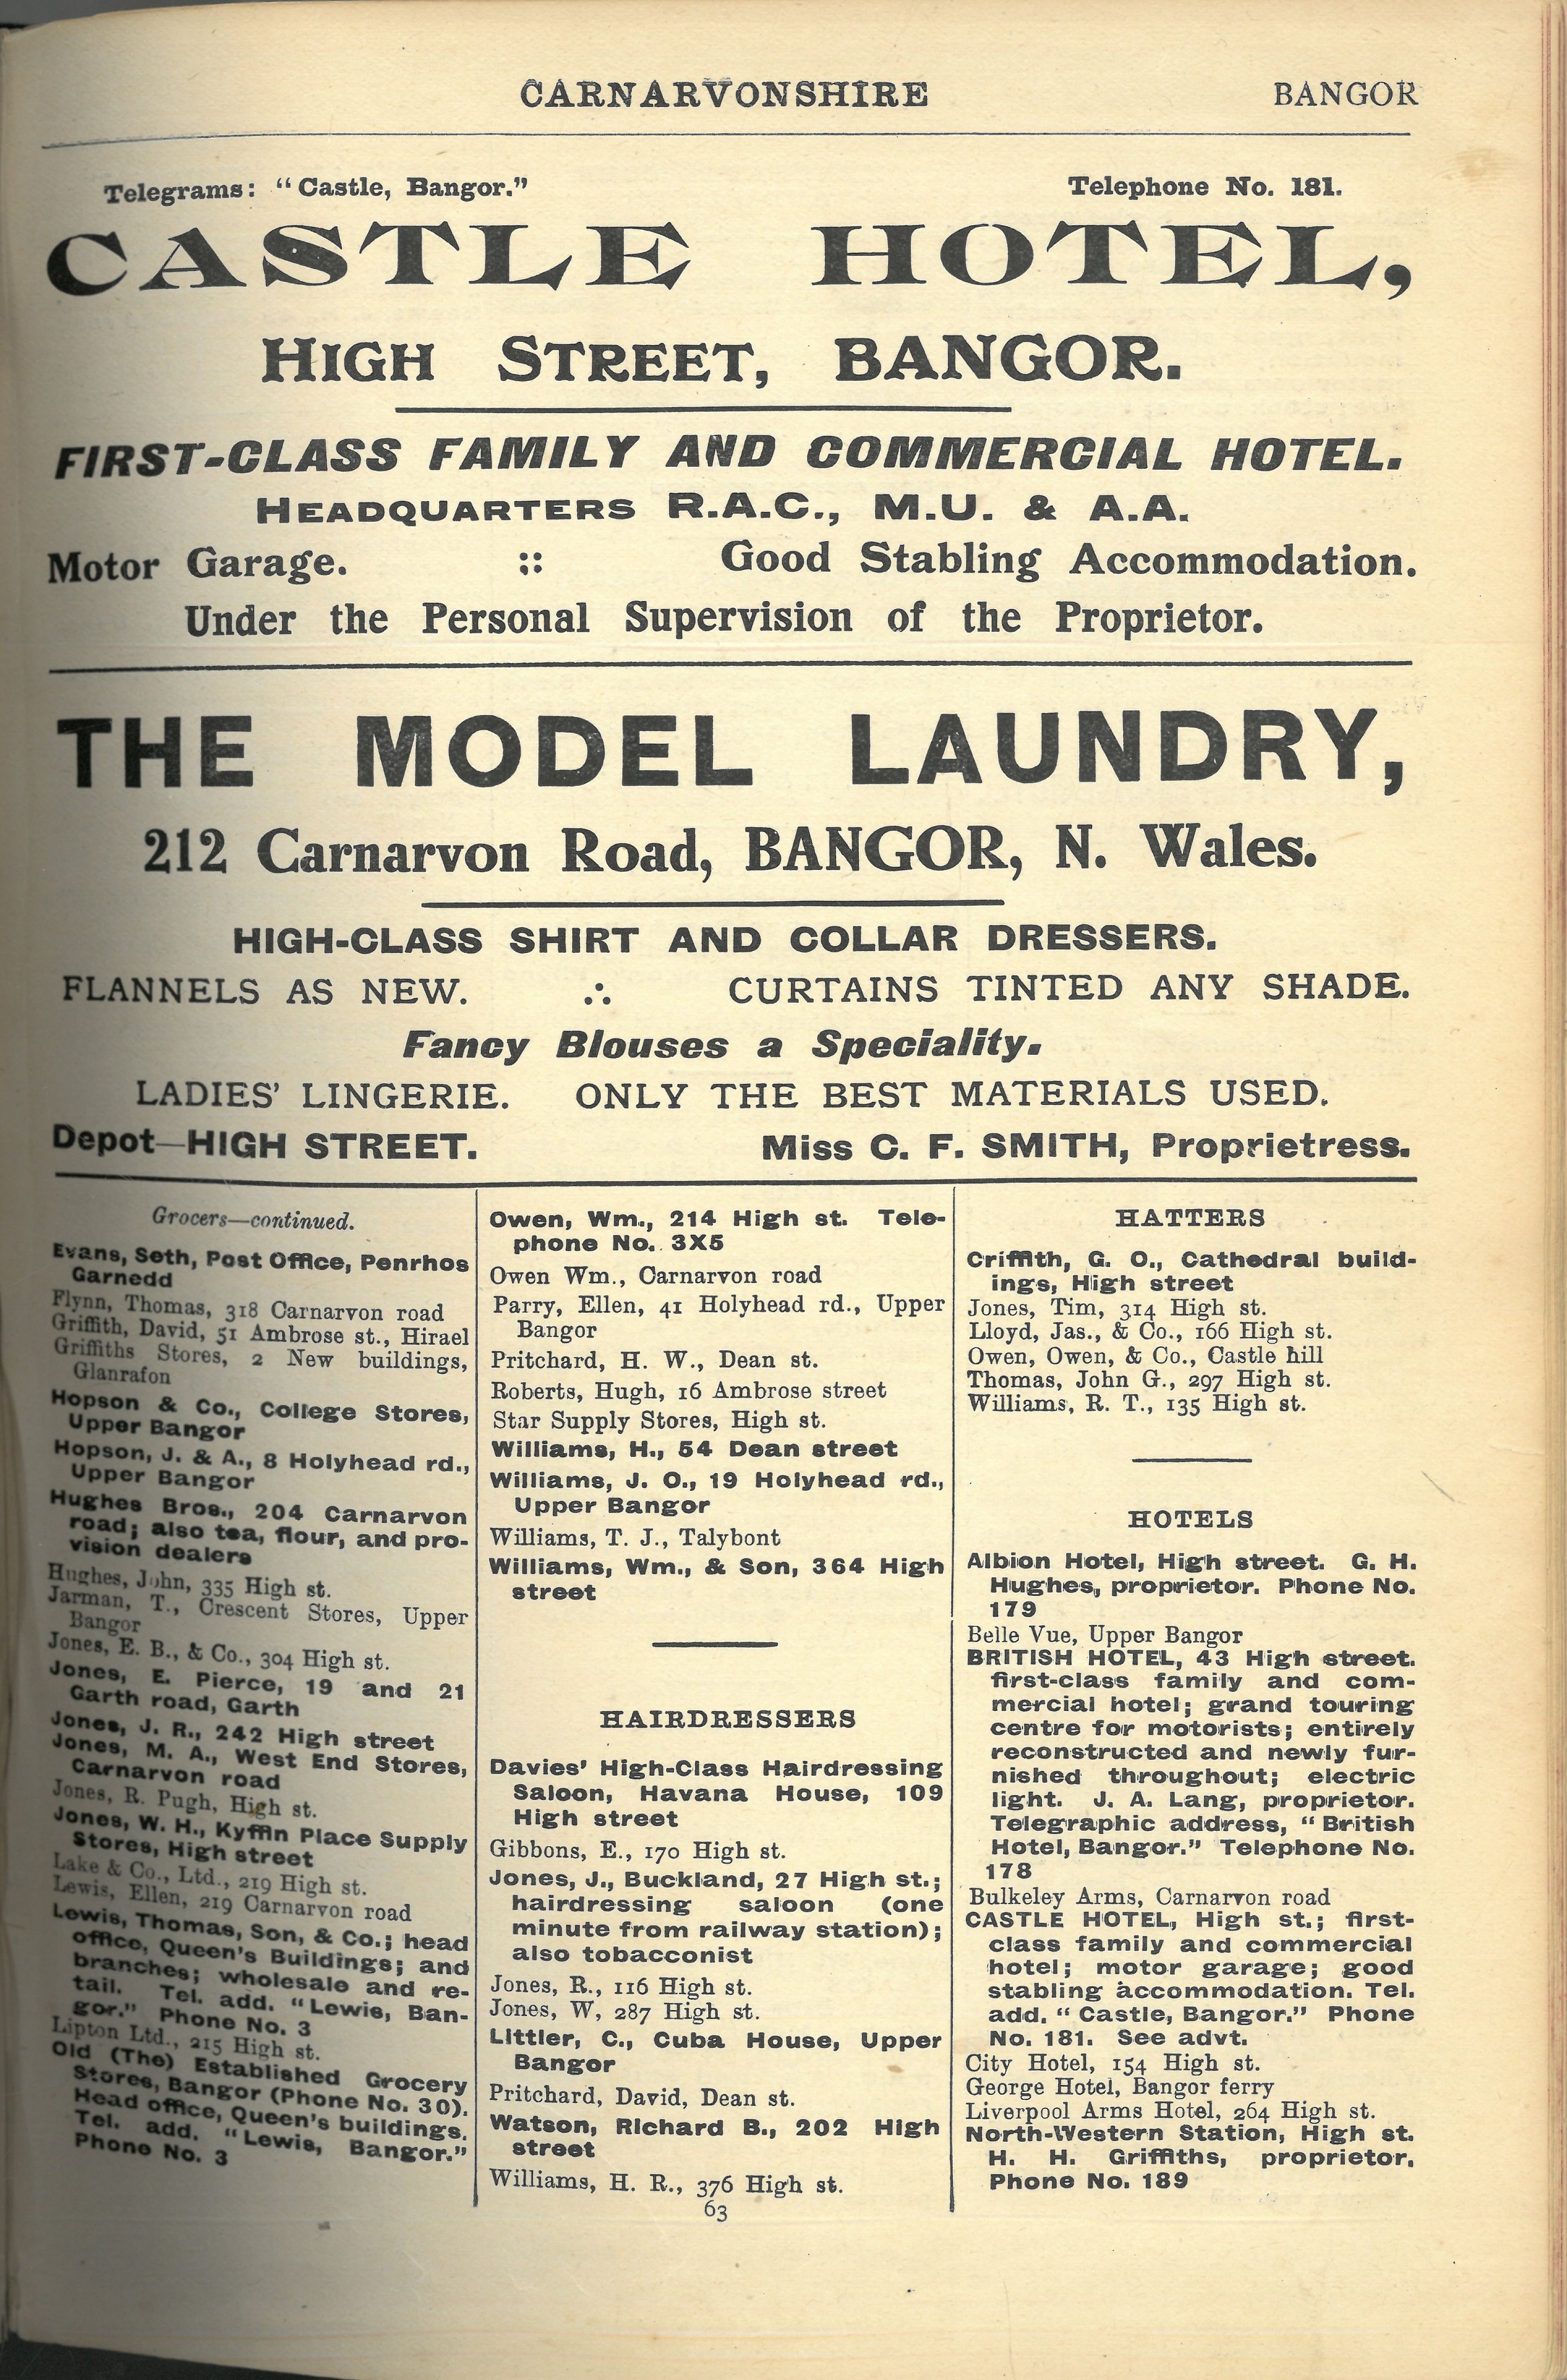 CARNARVONSHIRE BANGOR
Telegrams: "Castle, Bangor." Telephone No. 181.
CASTLE HOTEL,
HIGH STREET, BANGOR.
FIRST-CLASS FAMILY AND COMMERCIAL HOTEL.
HEADQUARTERS R.A.C., M.U. & A.A.
Motor Garage. :: Good Stabling Accommodation.
Under the Personal Supervision of the Proprietor.
THE MODEL LAUNDRY,
212 Carnarvon Road, BANGOR, N. Wales.
HIGH-CLASS SHIRT AND COLLAR DRESSERS.
FLANNELS AS NEW. ∴ CURTAINS TINTED ANY SHADE.
Fancy Blouses a Speciality.
LADIES' LINGERIE. ONLY THE BEST MATERIALS USED.
Depot—HIGH STREET. Miss C. F. SMITH, Proprietress.
Grocers—continued.
Evans, Seth, Post Office, Penrhos
Garnedd
Flynn, Thomas, 318 Carnarvon road
Griffith, David, 51 Ambrose st., Hirael
Griffiths Stores, 2 New buildings,
Glanrafon
Hopson & Co., College Stores,
Upper Bangor
Hopson, J. & A., 8 Holyhead rd.,
Upper Bangor
Hughes Bros., 204 Carnarvon
road; also tea, flour, and pro-
vision dealers
Hughes, John, 335 High st.
Jarman, T., Crescent Stores, Upper
Bangor
Jones, E. B., & Co., 304 High st.
Jones, E. Pierce, 19 and 21
Garth road, Garth
Jones, J. R., 242 High street
Jones, M. A., West End Stores,
Carnarvon road
Jones, R. Pugh, High st.
Jones, W. H., Kyffin Place Supply
Stores, High street
Lake & Co., Ltd., 219 High st.
Lewis, Ellen, 219 Carnarvon road
Lewis, Thomas, Son, & Co.; head
office, Queen's Buildings; and
branches; wholesale and re-
tail. Tel. add. "Lewis, Ban-
gor." Phone No. 3
Lipton Ltd., 215 High st.
Old (The) Established Grocery
Stores, Bangor (Phone No. 30).
Head office, Queen's buildings.
Tel. add. "Lewis, Bangor."
Phone No. 3
Owen, Wm., 214 High st. Tele-
phone No. 3X5
Owen Wm., Carnarvon road
Parry, Ellen, 41 Holyhead rd., Upper
Bangor
Pritchard, H. W., Dean st.
Roberts, Hugh, 16 Ambrose street
Star Supply Stores, High st.
Williams, H., 54 Dean street
Williams, J. O., 19 Holyhead rd.,
Upper Bangor
Williams, T. J., Talybont
Williams, Wm., & Son, 364 High
street
HAIRDRESSERS
Davies' High-Class Hairdressing
Saloon, Havana House, 109
High street
Gibbons, E., 170 High st.
Jones, J., Buckland, 27 High st.;
hairdressing saloon (one
minute from railway station);
also tobacconist
Jones, R., 116 High st.
Jones, W, 287 High st.
Littler, C., Cuba House, Upper
Bangor
Pritchard, David, Dean st.
Watson, Richard B., 202 High
street
Williams, H. R., 376 High st.
HATTERS
Criffith, G. O., Cathedral build-
ings, High street
Jones, Tim, 314 High st.
Lloyd, Jas., & Co., 166 High st.
Owen, Owen, & Co., Castle hill
Thomas, John G., 297 High st.
Williams, R. T., 135 High st.
HOTELS
Albion Hotel, High street. G. H.
Hughes, proprietor. Phone No.
179
Belle Vue, Upper Bangor
BRITISH HOTEL, 43 High street.
first-class family and com-
mercial hotel; grand touring
centre for motorists; entirely
reconstructed and newly fur-
nished throughout; electric
light. J. A. Lang, proprietor.
Telegraphic address, "British
Hotel, Bangor." Telephone No.
178
Bulkeley Arms, Carnarvon road
CASTLE HOTEL, High st.; first-
class family and commercial
hotel; motor garage; good
stabling accommodation. Tel.
add. "Castle, Bangor." Phone
No. 181. See advt.
City Hotel, 154 High st.
George Hotel, Bangor ferry
Liverpool Arms Hotel, 264 High st.
North-Western Station, High st.
H. H. Griffiths, proprietor.
Phone No. 189
63